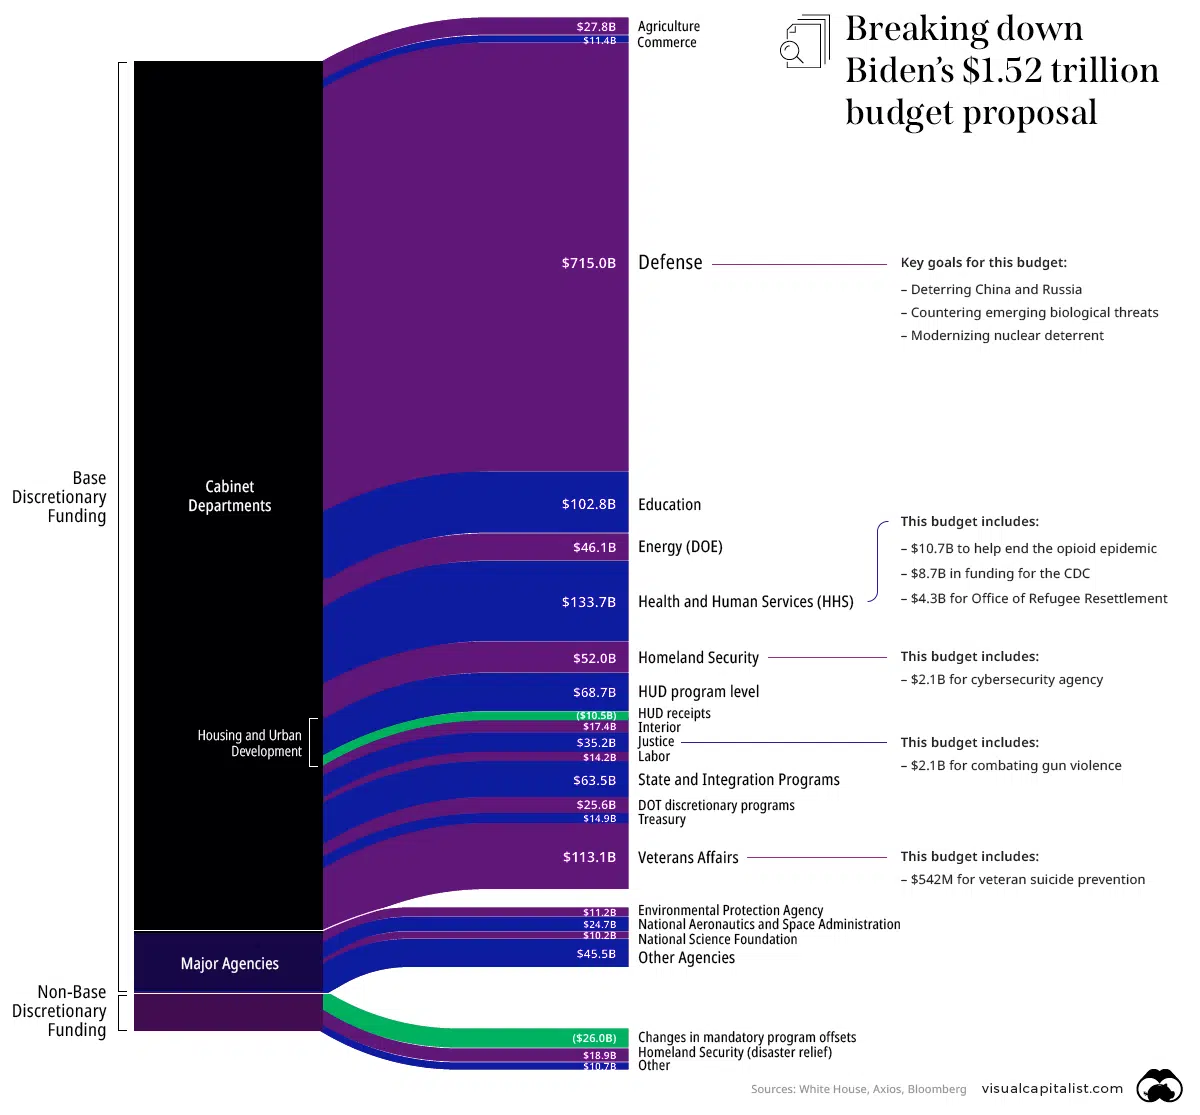 Breaking down
Biden's $1.52 trillion
budget proposal
$27.8B Agriculture
$11.4B Commerce
$715.0B Defense
Key goals for this budget:
– Deterring China and Russia
– Countering emerging biological threats
– Modernizing nuclear deterrent
Base
Discretionary
Funding
Cabinet
Departments
$102.8B Education
$46.1B Energy (DOE)
$133.7B Health and Human Services (HHS)
This budget includes:
– $10.7B to help end the opioid epidemic
– $8.7B in funding for the CDC
– $4.3B for Office of Refugee Resettlement
$52.0B Homeland Security
This budget includes:
– $2.1B for cybersecurity agency
$68.7B HUD program level
Housing and Urban
Development
($10.5B) HUD receipts
$17.4B Interior
$35.2B Justice
This budget includes:
– $2.1B for combating gun violence
$14.2B Labor
$63.5B State and Integration Programs
$25.6B DOT discretionary programs
$14.9B Treasury
$113.1B Veterans Affairs
This budget includes:
– $542M for veteran suicide prevention
Major Agencies
$11.2B Environmental Protection Agency
$24.7B National Aeronautics and Space Administration
$10.2B National Science Foundation
$45.5B Other Agencies
Non-Base
Discretionary
Funding
($26.0B) Changes in mandatory program offsets
$18.9B Homeland Security (disaster relief)
$10.7B Other
Sources: White House, Axios, Bloomberg
visualcapitalist.com